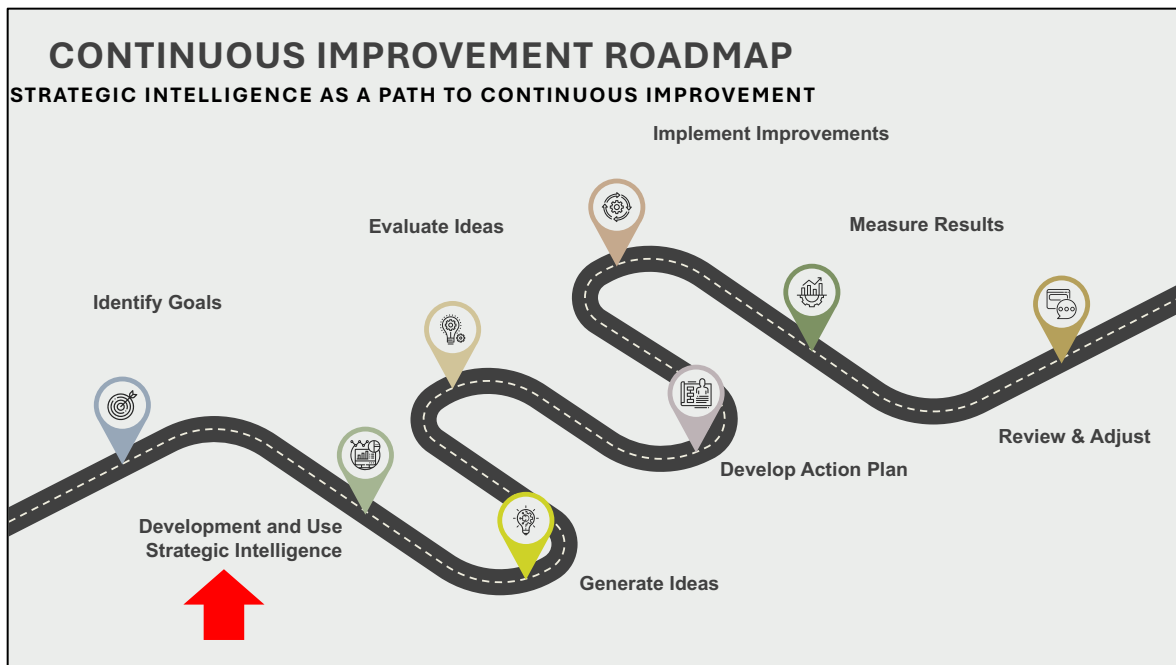 CONTINUOUS IMPROVEMENT ROADMAP
STRATEGIC INTELLIGENCE AS A PATH TO CONTINUOUS IMPROVEMENT
Implement Improvements
Evaluate Ideas
Measure Results
Identify Goals
Review & Adjust
Develop Action Plan
Development and Use
Strategic Intelligence
Generate Ideas